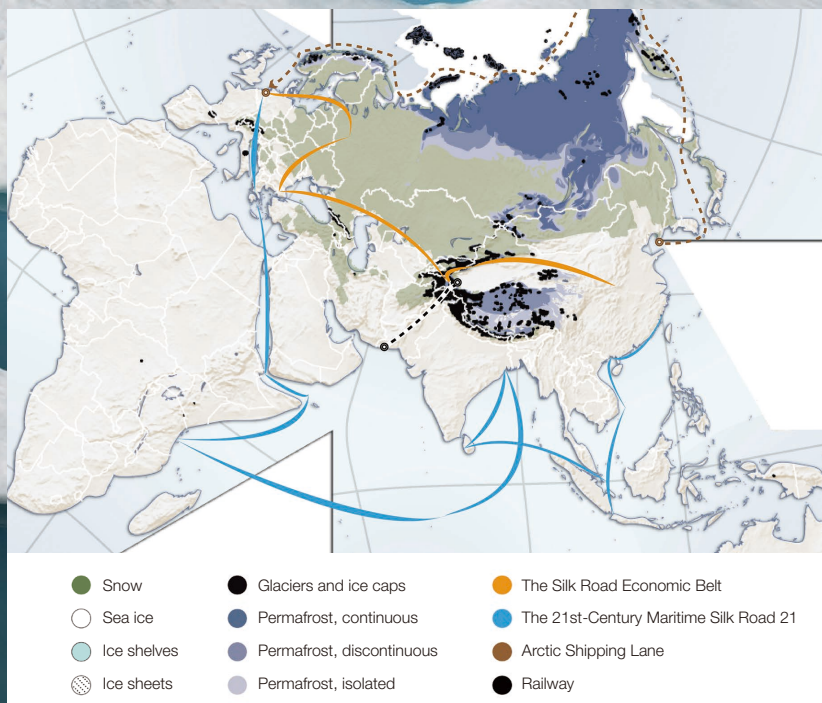 Snow
Sea ice
Ice shelves
Ice sheets
Glaciers and ice caps
Permafrost, continuous
Permafrost, discontinuous
Permafrost, isolated
The Silk Road Economic Belt
The 21st-Century Maritime Silk Road 21
Arctic Shipping Lane
Railway